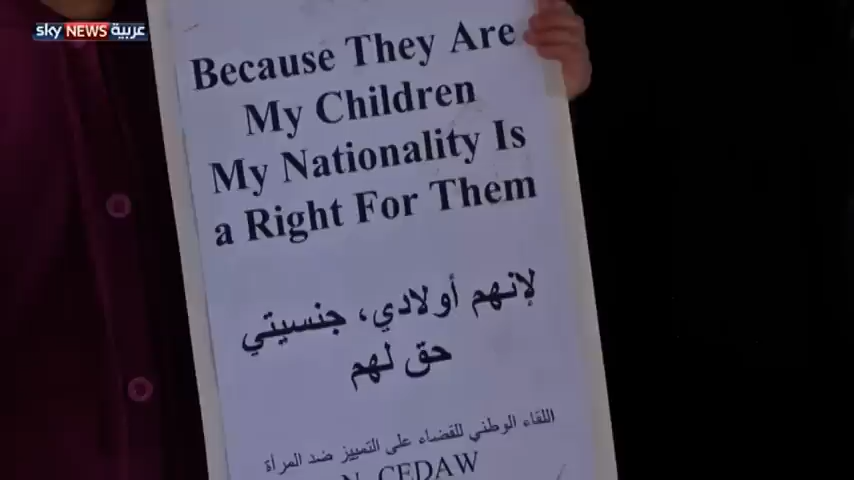 sky NEWS عربية
Because They Are
My Children
My Nationality Is
a Right For Them
لإنهم أولادي، جنسيتي
حق لهم
اللقاء الوطني للقضاء على التمييز ضد المرأة
CEDAW